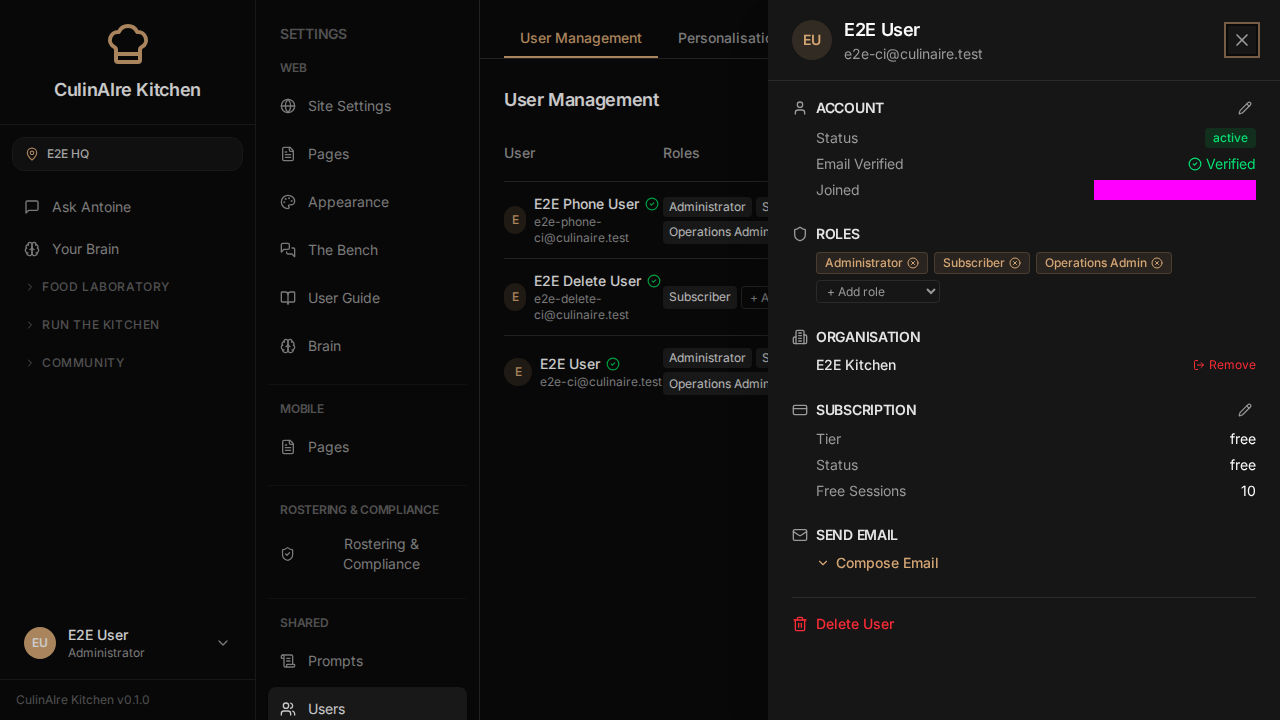 CulinAIre Kitchen
E2E HQ
Ask Antoine
Your Brain
FOOD LABORATORY
RUN THE KITCHEN
COMMUNITY
EU
E2E User
Administrator
CulinAIre Kitchen v0.1.0
SETTINGS
WEB
Site Settings
Pages
Appearance
The Bench
User Guide
Brain
MOBILE
Pages
ROSTERING & COMPLIANCE
Rostering &
Compliance
SHARED
Prompts
Users
User Management
Personalisatio
User Management
User
Roles
E
E2E Phone User
e2e-phone-
ci@culinaire.test
Administrator
S
Operations Admin
E
E2E Delete User
e2e-delete-
ci@culinaire.test
Subscriber
+ A
E
E2E User
e2e-ci@culinaire.test
Administrator
S
Operations Admin
EU
E2E User
e2e-ci@culinaire.test
ACCOUNT
Status
active
Email Verified
Verified
Joined
ROLES
Administrator
Subscriber
Operations Admin
+ Add role
ORGANISATION
E2E Kitchen
Remove
SUBSCRIPTION
Tier
free
Status
free
Free Sessions
10
SEND EMAIL
Compose Email
Delete User